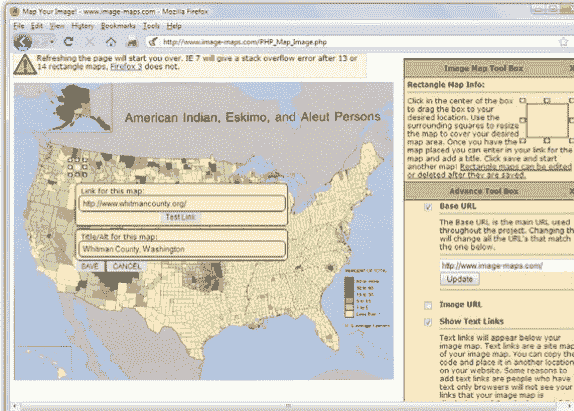 Map Your Image! - www.image-maps.com - Mozilla Firefox
File Edit View History Bookmarks Tools Help
http://www.image-maps.com/PHP_Map_Image.php
Refreshing the page will start you over. IE 7 will give a stack overflow error after 13 or
14 rectangle maps, Firefox 3 does not.
American Indian, Eskimo, and Aleut Persons
Link for this map:
http://www.whitmancounty.org/
Test Link
Title/Alt for this map:
Whitman County, Washington
SAVE CANCEL
Image Map Tool Box X
Rectangle Map Info:
Click in the center of the box
to drag the box to your
desired location. Use the
surrounding squares to resize
the map to cover your desired
map area. Once you have the
map placed you can enter in your link for the
map and add a title. Click save and start
another map! Rectangle maps can be edited
or deleted after they are saved.
Advance Tool Box X
Base URL
The Base URL is the main URL used
throughout the project. Changing th
will change all the URL's that match
the one below.
http://www.image-maps.com/
Update
Image URL
Show Text Links
Text links will appear below your
image map. Text links are a site map
of your image map. You can copy the
code and place it in another location
on your website. Some reasons to
add text links are people who have
text only browsers will not see your
links that your image map is